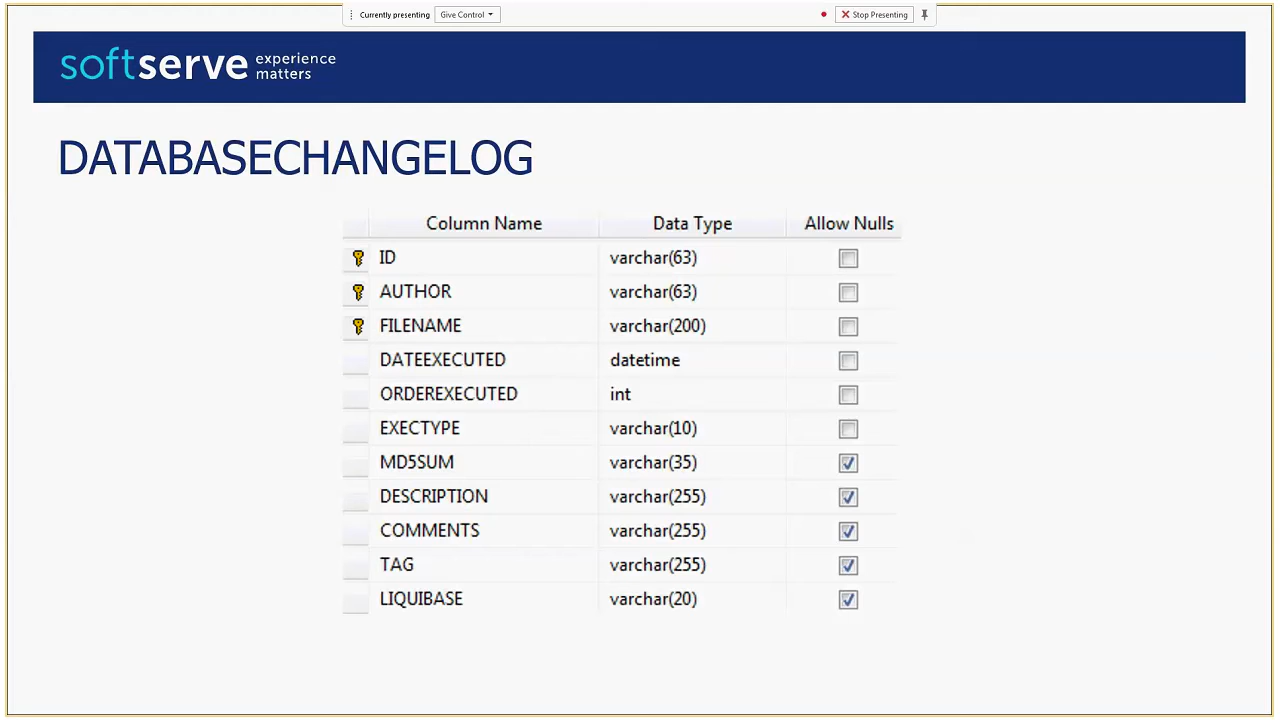 Currently presenting Give Control Stop Presenting
softserve experience matters
DATABASECHANGELOG
Column Name Data Type Allow Nulls
ID varchar(63)
AUTHOR varchar(63)
FILENAME varchar(200)
DATEEXECUTED datetime
ORDEREXECUTED int
EXECTYPE varchar(10)
MD5SUM varchar(35)
DESCRIPTION varchar(255)
COMMENTS varchar(255)
TAG varchar(255)
LIQUIBASE varchar(20)